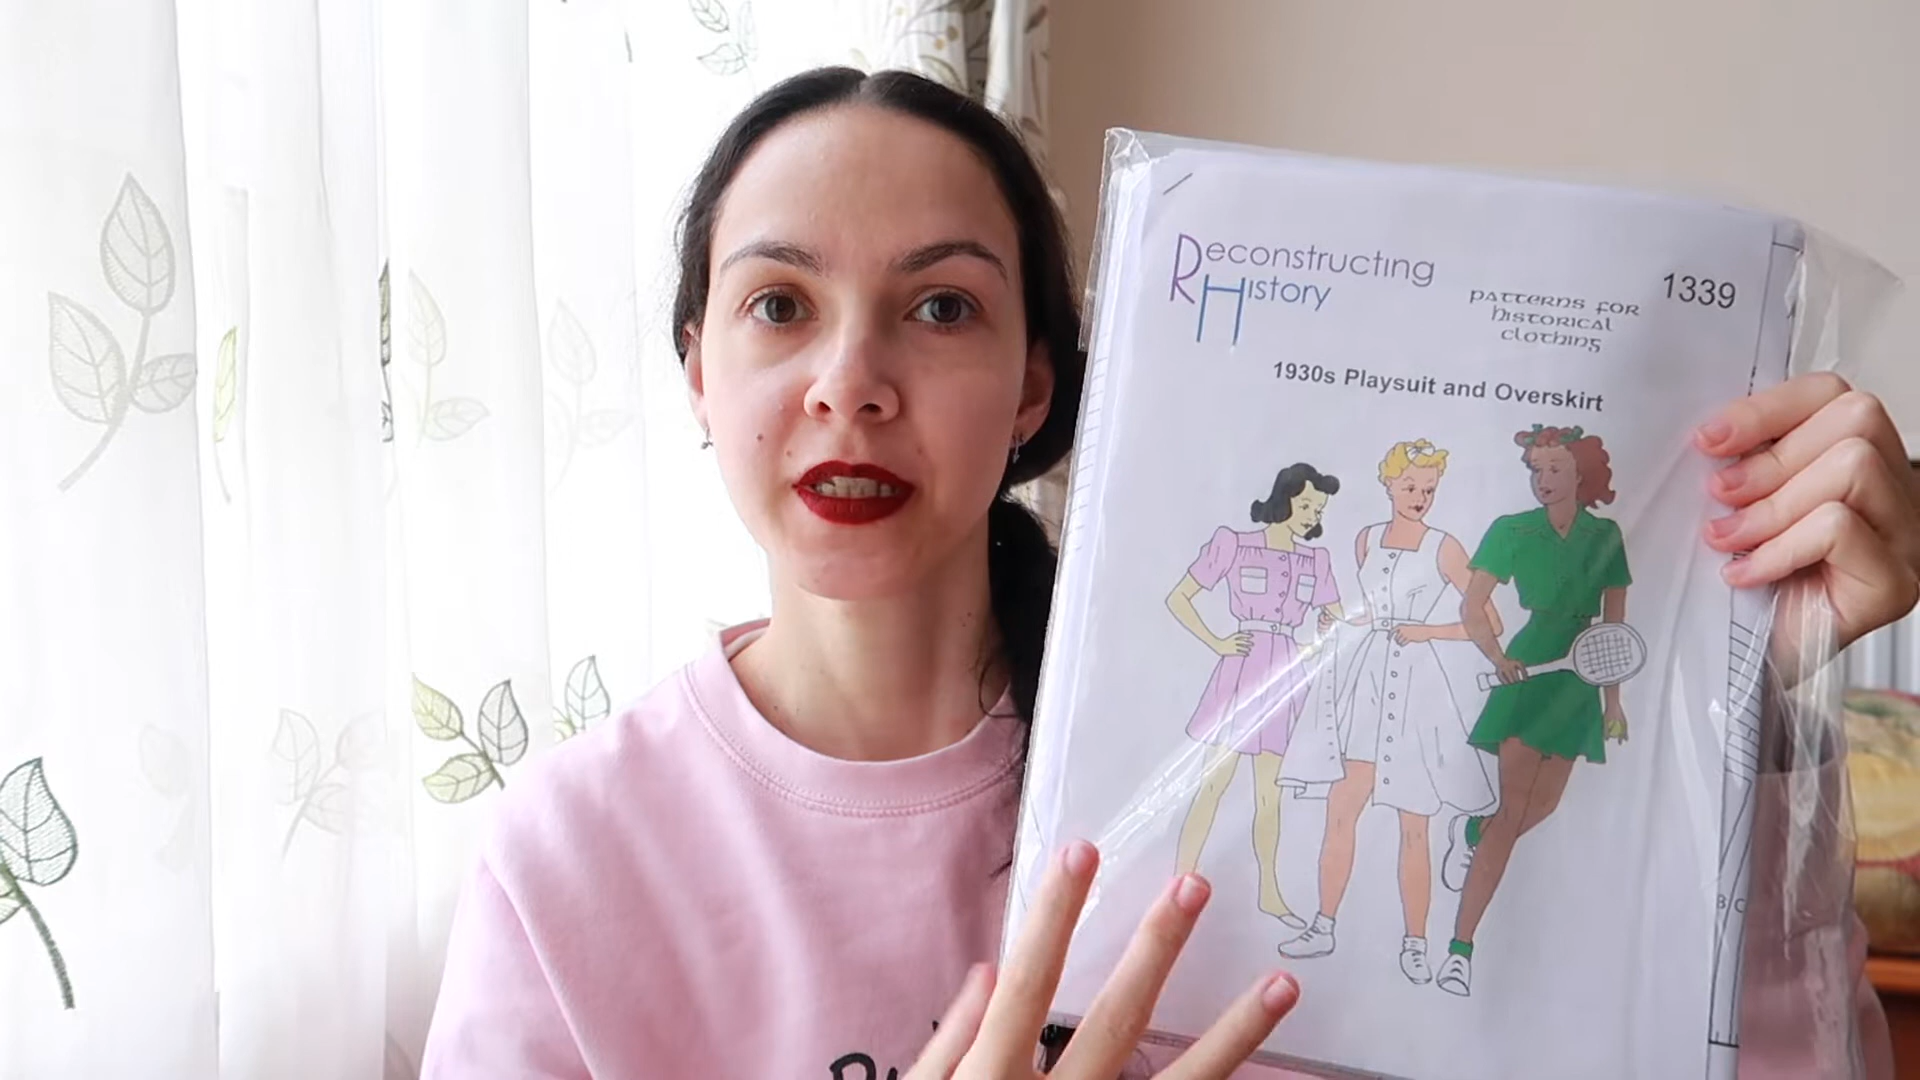 Reconstructing
History
patterns for
historical
clothing
1339
1930s Playsuit and Overskirt
B C